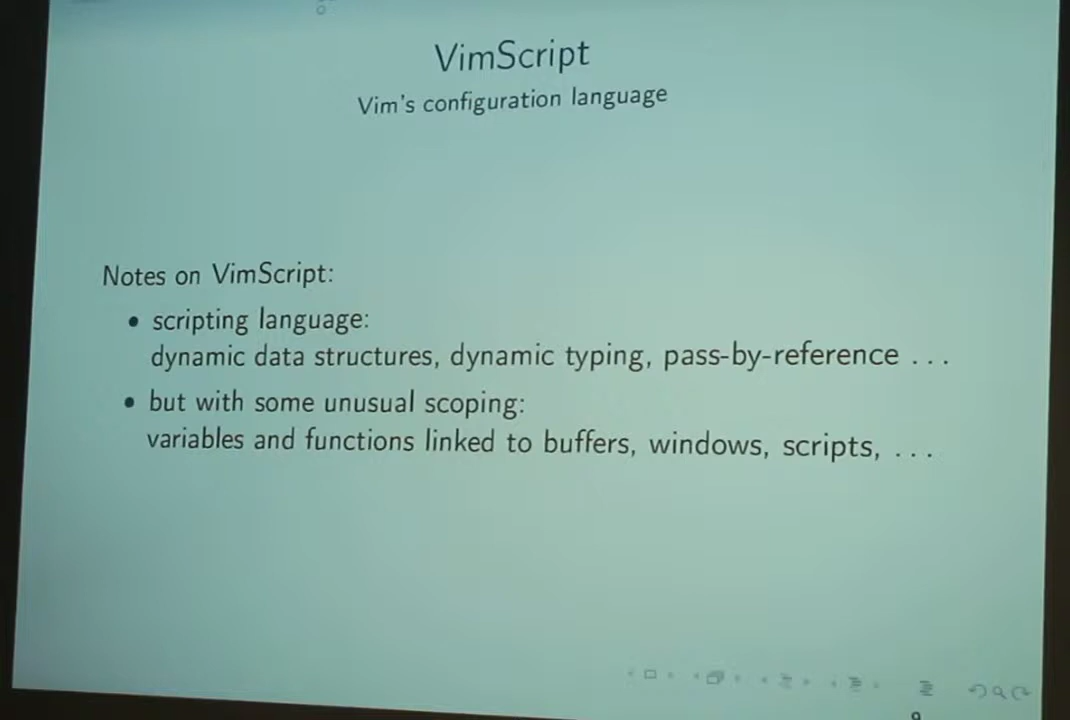 VimScript
Vim's configuration language
Notes on VimScript:
• scripting language:
dynamic data structures, dynamic typing, pass-by-reference . . .
• but with some unusual scoping:
variables and functions linked to buffers, windows, scripts, . . .